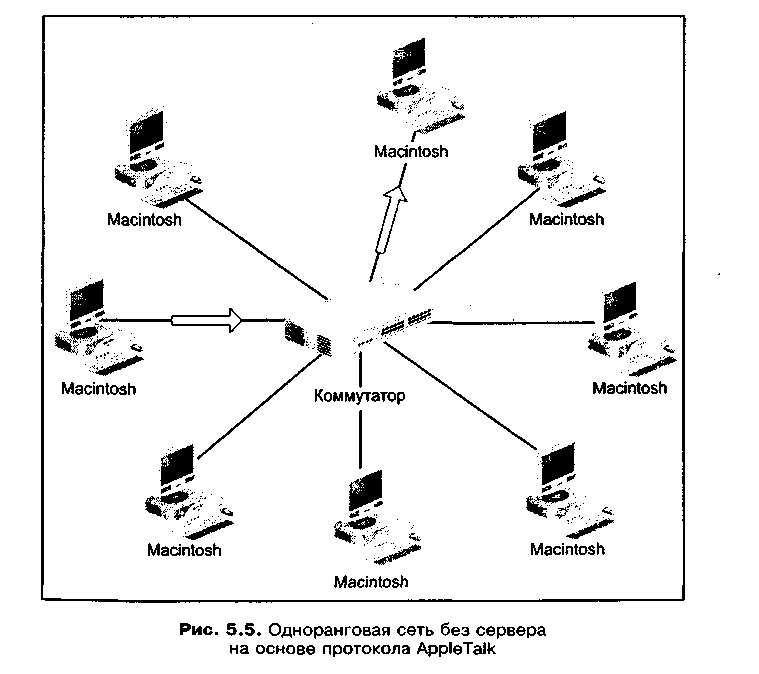 Macintosh
Macintosh
Macintosh
Macintosh
Macintosh
Коммутатор
Macintosh
Macintosh
Macintosh
Рис. 5.5. Одноранговая сеть без сервера
на основе протокола AppleTalk